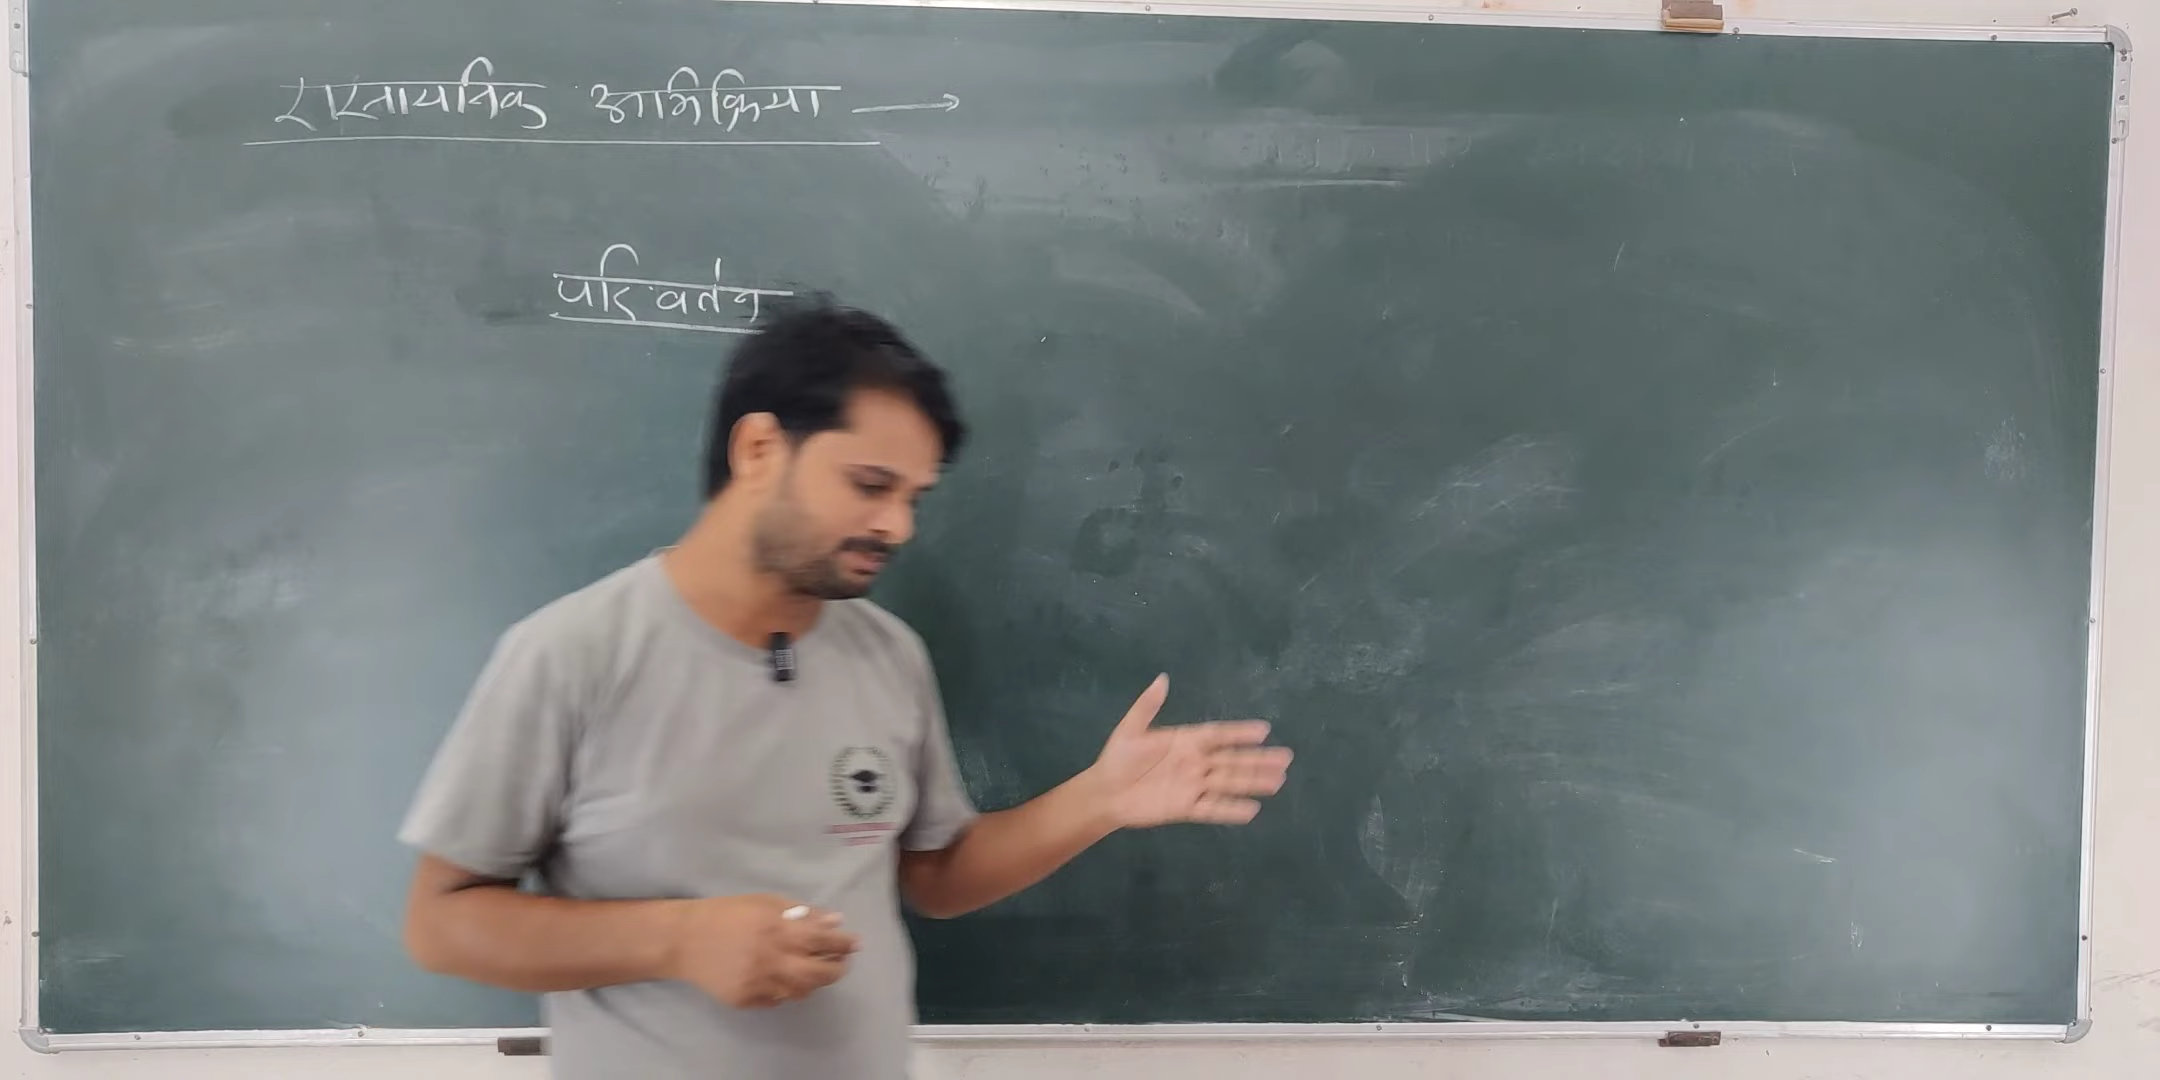 रासायनिक अभिक्रिया →
परिवर्तन